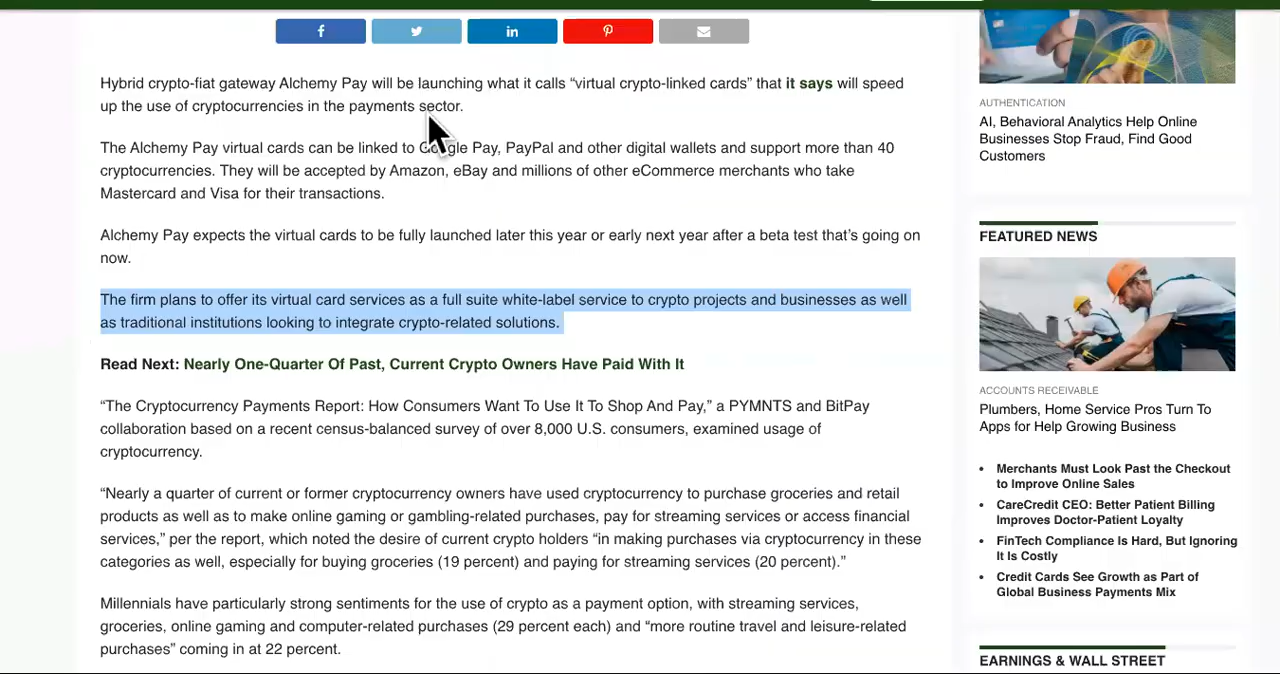 Hybrid crypto-fiat gateway Alchemy Pay will be launching what it calls “virtual crypto-linked cards” that it says will speed
up the use of cryptocurrencies in the payments sector.
The Alchemy Pay virtual cards can be linked to Google Pay, PayPal and other digital wallets and support more than 40
cryptocurrencies. They will be accepted by Amazon, eBay and millions of other eCommerce merchants who take
Mastercard and Visa for their transactions.
Alchemy Pay expects the virtual cards to be fully launched later this year or early next year after a beta test that’s going on
now.
The firm plans to offer its virtual card services as a full suite white-label service to crypto projects and businesses as well
as traditional institutions looking to integrate crypto-related solutions.
Read Next: Nearly One-Quarter Of Past, Current Crypto Owners Have Paid With It
“The Cryptocurrency Payments Report: How Consumers Want To Use It To Shop And Pay,” a PYMNTS and BitPay
collaboration based on a recent census-balanced survey of over 8,000 U.S. consumers, examined usage of
cryptocurrency.
“Nearly a quarter of current or former cryptocurrency owners have used cryptocurrency to purchase groceries and retail
products as well as to make online gaming or gambling-related purchases, pay for streaming services or access financial
services,” per the report, which noted the desire of current crypto holders “in making purchases via cryptocurrency in these
categories as well, especially for buying groceries (19 percent) and paying for streaming services (20 percent).”
Millennials have particularly strong sentiments for the use of crypto as a payment option, with streaming services,
groceries, online gaming and computer-related purchases (29 percent each) and “more routine travel and leisure-related
purchases” coming in at 22 percent.
AUTHENTICATION
AI, Behavioral Analytics Help Online
Businesses Stop Fraud, Find Good
Customers
FEATURED NEWS
ACCOUNTS RECEIVABLE
Plumbers, Home Service Pros Turn To
Apps for Help Growing Business
• Merchants Must Look Past the Checkout
to Improve Online Sales
• CareCredit CEO: Better Patient Billing
Improves Doctor-Patient Loyalty
• FinTech Compliance Is Hard, But Ignoring
It Is Costly
• Credit Cards See Growth as Part of
Global Business Payments Mix
EARNINGS & WALL STREET